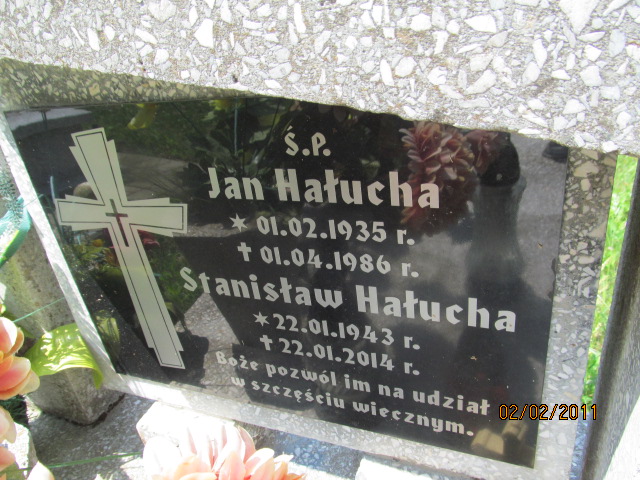 Ś.P.
Jan Hałucha
* 01.02.1935 r.
✝ 01.04.1986 r.
Stanisław Hałucha
* 22.01.1943 r.
✝ 22.01.2014 r.
Boże pozwól im na udział
w szczęściu wiecznym.
02/02/2011